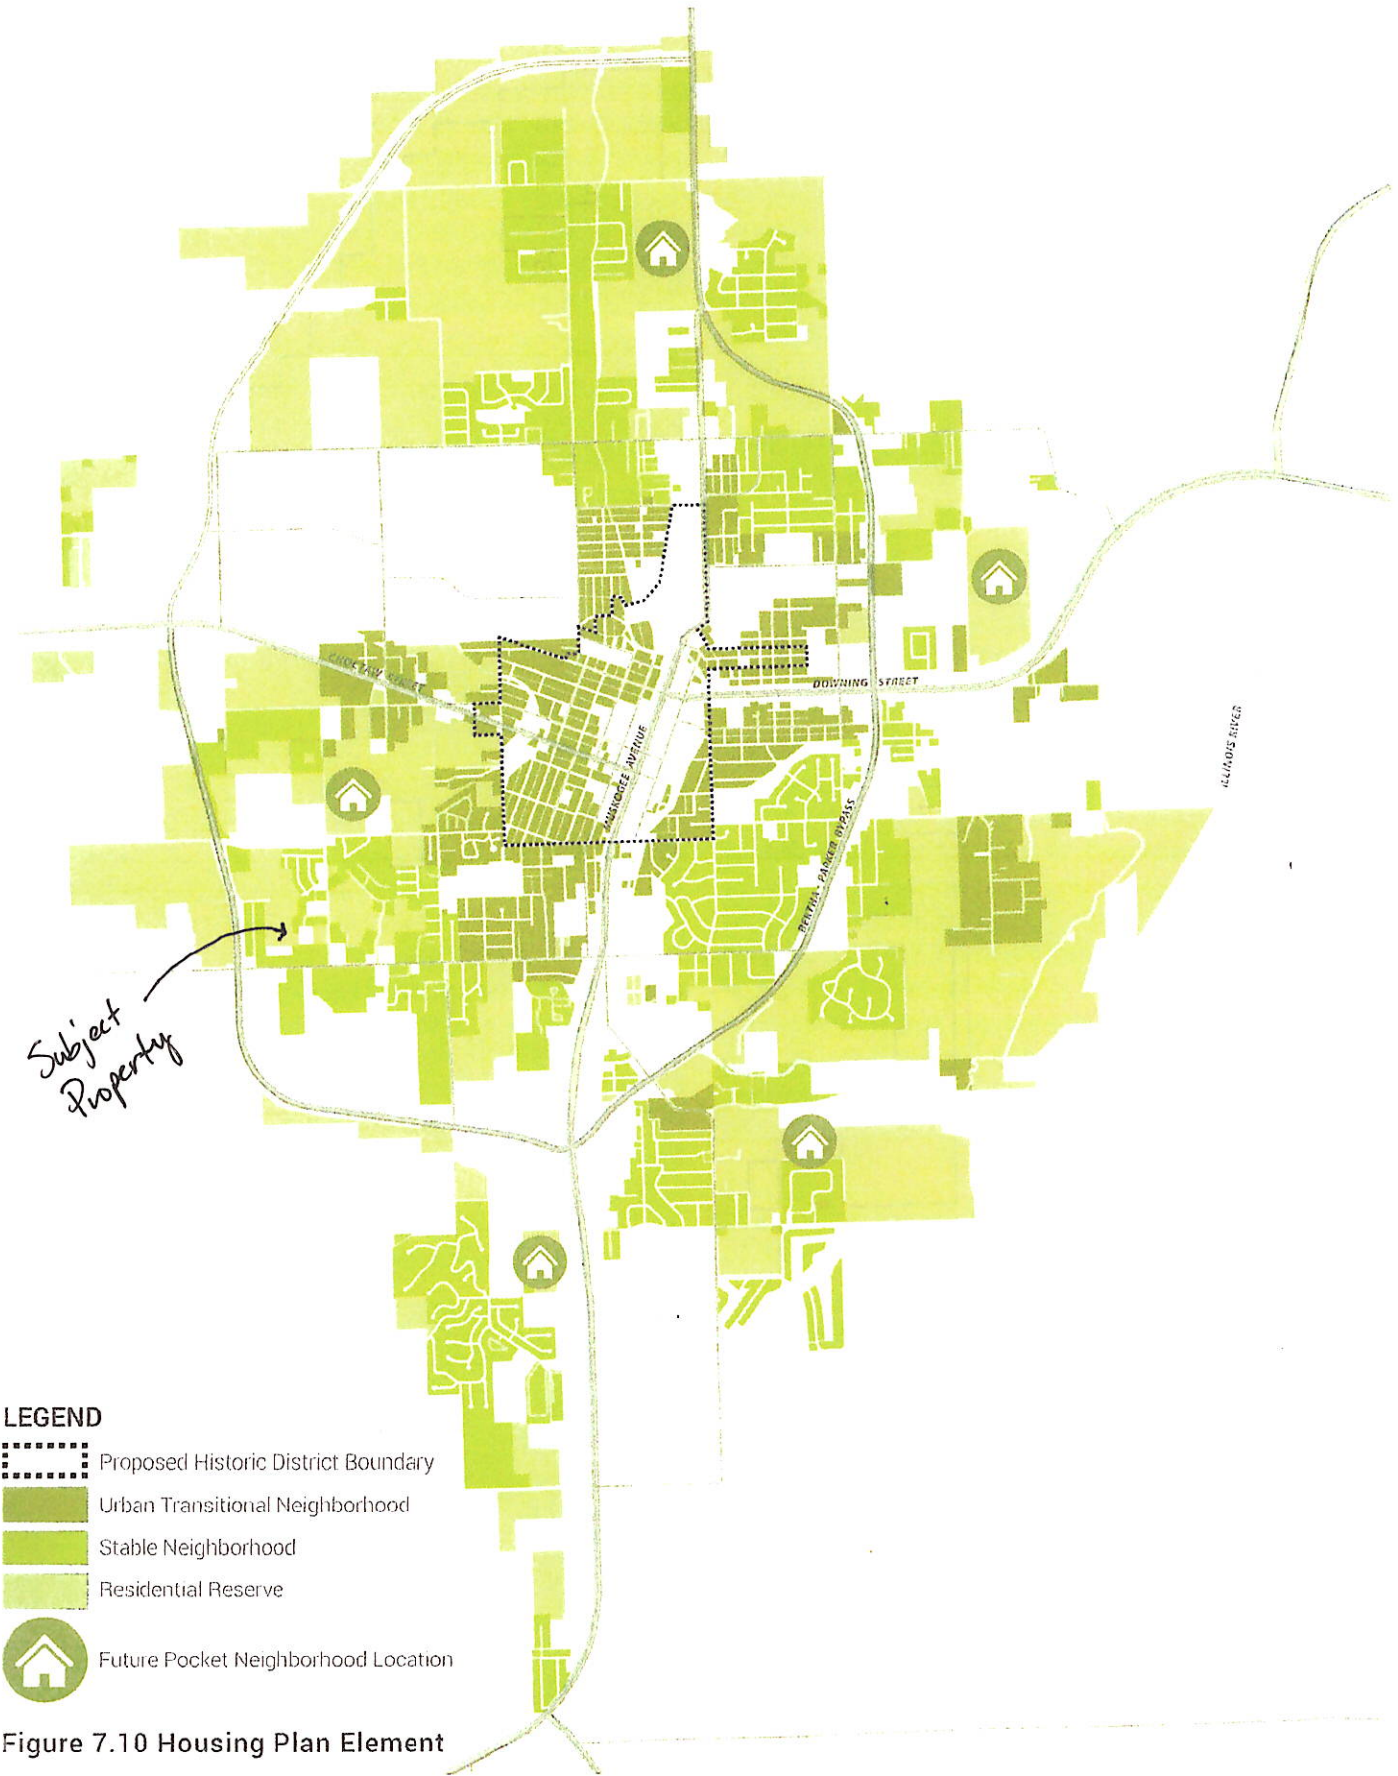 CHOCTAW STREET
DOWNING STREET
MUSKOGEE AVENUE
BERTHA - PARKER BYPASS
ILLINOIS RIVER
Subject
Property
LEGEND
Proposed Historic District Boundary
Urban Transitional Neighborhood
Stable Neighborhood
Residential Reserve
Future Pocket Neighborhood Location
Figure 7.10 Housing Plan Element